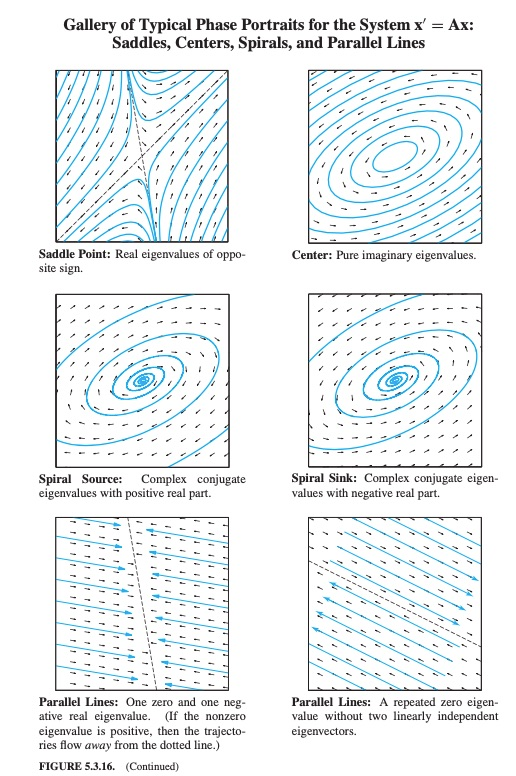 Gallery of Typical Phase Portraits for the System x′ = Ax:
Saddles, Centers, Spirals, and Parallel Lines
Saddle Point: Real eigenvalues of oppo-
site sign.
Center: Pure imaginary eigenvalues.
Spiral Source: Complex conjugate
eigenvalues with positive real part.
Spiral Sink: Complex conjugate eigen-
values with negative real part.
Parallel Lines: One zero and one neg-
ative real eigenvalue. (If the nonzero
eigenvalue is positive, then the trajecto-
ries flow away from the dotted line.)
Parallel Lines: A repeated zero eigen-
value without two linearly independent
eigenvectors.
FIGURE 5.3.16. (Continued)